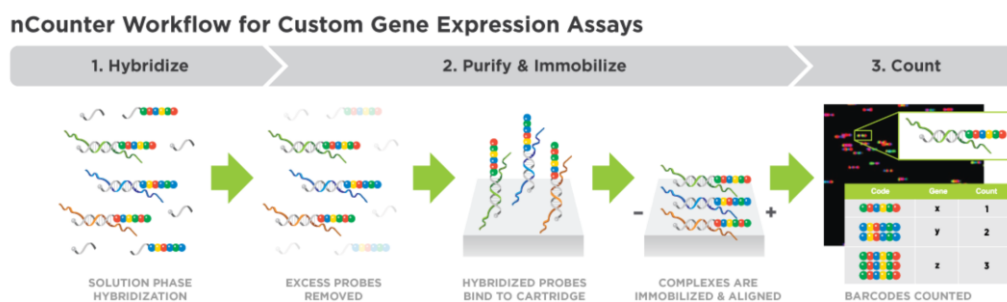 nCounter Workflow for Custom Gene Expression Assays
1. Hybridize
2. Purify & Immobilize
3. Count
SOLUTION PHASE
HYBRIDIZATION
EXCESS PROBES
REMOVED
HYBRIDIZED PROBES
BIND TO CARTRIDGE
–
+
COMPLEXES ARE
IMMOBILIZED & ALIGNED
Code Gene Count
x 1
y 2
z 3
BARCODES COUNTED